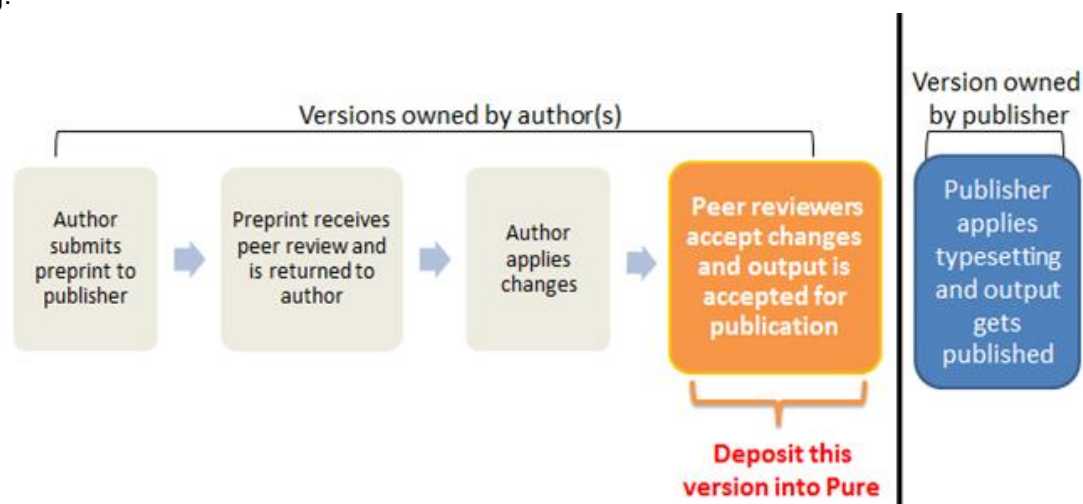 g.
Versions owned by author(s)
Version owned
by publisher
Author
submits
preprint to
publisher
Preprint receives
peer review and
is returned to
author
Author
applies
changes
Peer reviewers
accept changes
and output is
accepted for
publication
Publisher
applies
typesetting
and output
gets
published
Deposit this
version into Pure